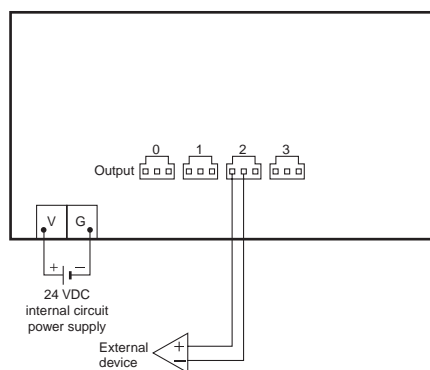 0 1 2 3
Output
V G
+ −
24 VDC
internal circuit
power supply
External
device
+
−